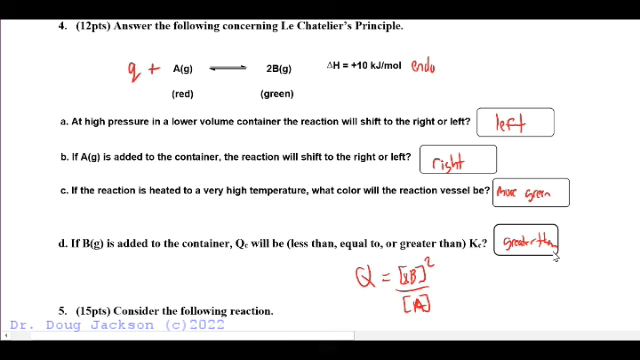 4. (12pts) Answer the following concerning Le Chatelier's Principle.
q + A(g) ⇌ 2B(g) ΔH = +10 kJ/mol endo
(red) (green)
a. At high pressure in a lower volume container the reaction will shift to the right or left? left
b. If A(g) is added to the container, the reaction will shift to the right or left? right
c. If the reaction is heated to a very high temperature, what color will the reaction vessel be? more green
d. If B(g) is added to the container, Qc will be (less than, equal to, or greater than) Kc? greater than
Q = [B]²
[A]
5. (15pts) Consider the following reaction.
Dr. Doug Jackson (c)2022